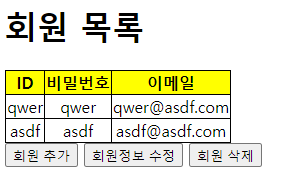 회원 목록
ID 비밀번호 이메일
qwer qwer qwer@asdf.com
asdf asdf asdf@asdf.com
회원 추가 회원정보 수정 회원 삭제